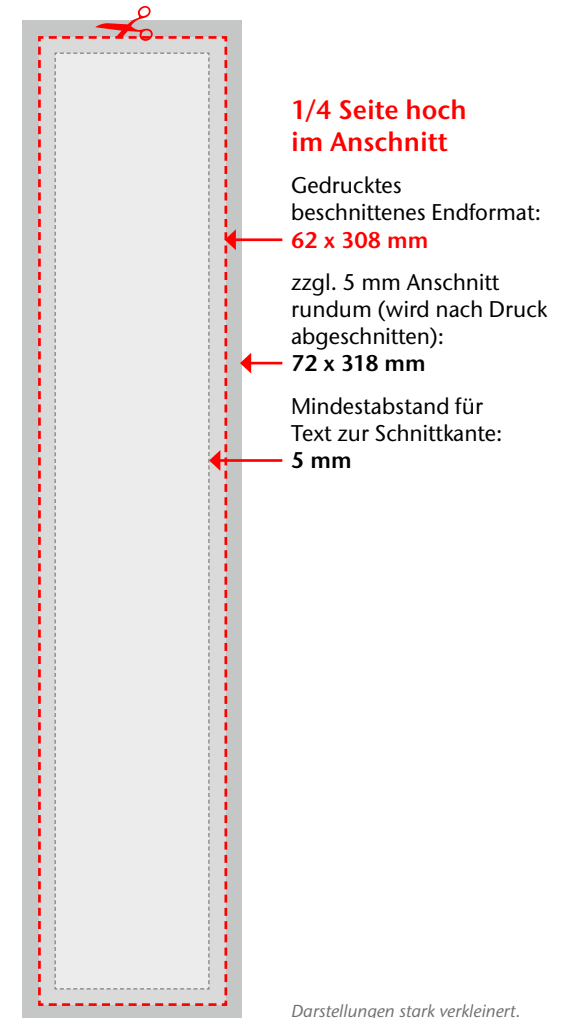 1/4 Seite hoch
im Anschnitt
Gedrucktes
beschnittenes Endformat:
62 x 308 mm
zzgl. 5 mm Anschnitt
rundum (wird nach Druck
abgeschnitten):
72 x 318 mm
Mindestabstand für
Text zur Schnittkante:
5 mm
Darstellungen stark verkleinert.